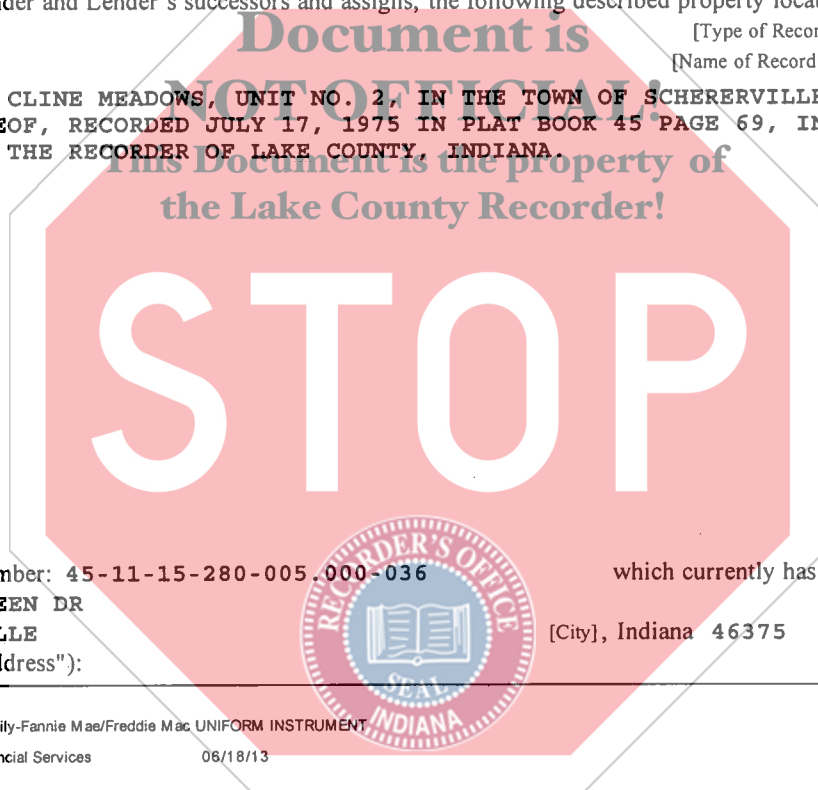 nder and Lender's successors and assigns, the following described property locat
Document is
[Type of Recor
[Name of Record
NOT OFFICIAL!
CLINE MEADOWS, UNIT NO. 2, IN THE TOWN OF SCHERERVILLE
EOF, RECORDED JULY 17, 1975 IN PLAT BOOK 45 PAGE 69, IN
THE RECORDER OF LAKE COUNTY, INDIANA.
This Document is the property of
the Lake County Recorder!
STOP
RECORDER'S OFFICE
SEAL
INDIANA
mber: 45-11-15-280-005.000-036 which currently has
EEN DR
LLE [City], Indiana 46375
ddress"):
ily-Fannie Mae/Freddie Mac UNIFORM INSTRUMENT
ncial Services 06/18/13